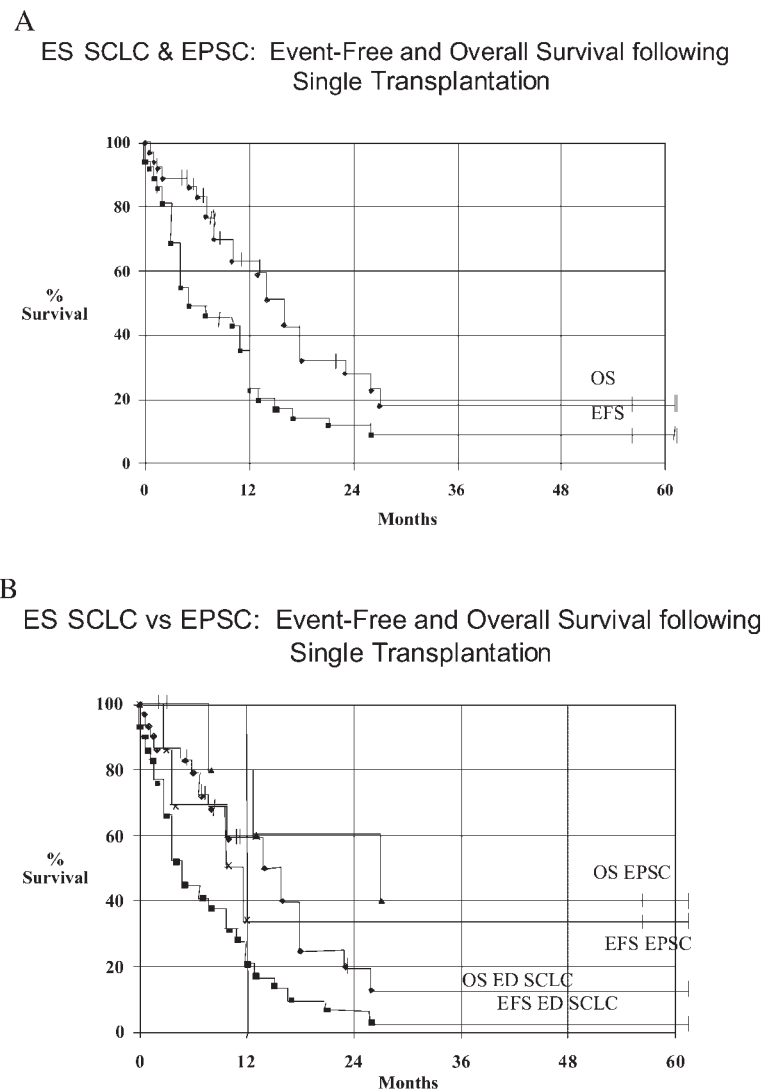 A
ES SCLC & EPSC: Event-Free and Overall Survival following
Single Transplantation
100
80
60
%
Survival
40
OS
20
EFS
0
0 12 24 36 48 60
Months
B
ES SCLC vs EPSC: Event-Free and Overall Survival following
Single Transplantation
100
80
60
%
Survival
OS EPSC
40
EFS EPSC
20
OS ED SCLC
EFS ED SCLC
0
0 12 24 36 48 60
Months